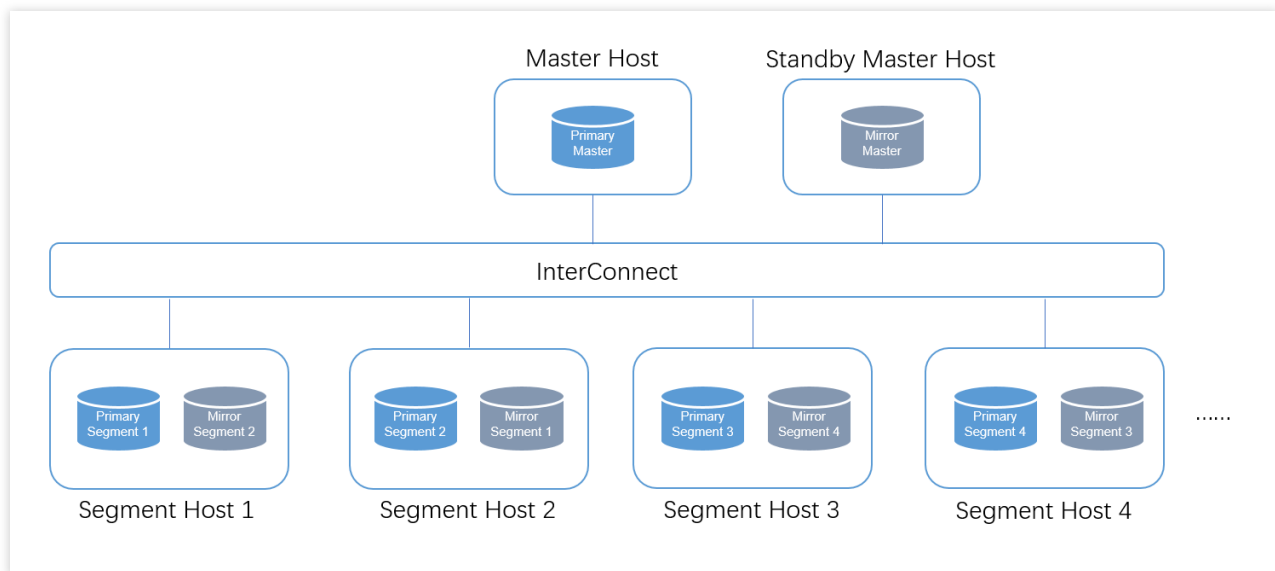 Master Host
Standby Master Host
Primary
Master
Mirror
Master
InterConnect
Primary
Segment 1
Mirror
Segment 2
Primary
Segment 2
Mirror
Segment 1
Primary
Segment 3
Mirror
Segment 4
Primary
Segment 4
Mirror
Segment 3
......
Segment Host 1
Segment Host 2
Segment Host 3
Segment Host 4